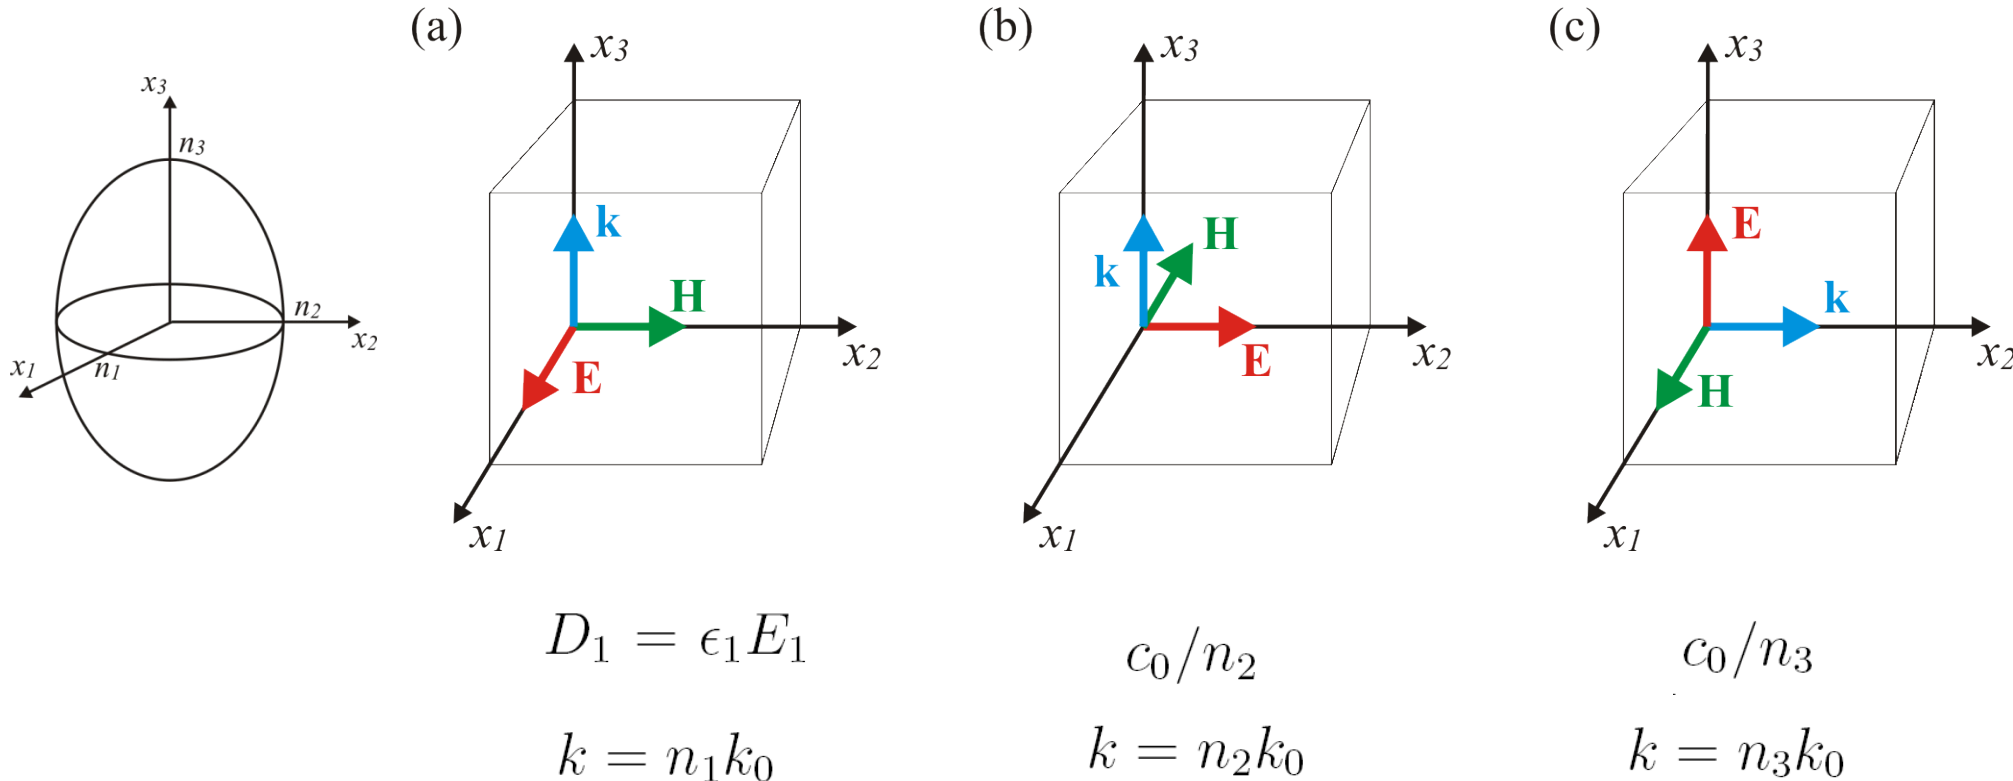 x3
n3
n2
x2
x1
n1
(a)
x3
k
H
E
x2
x1
D₁ = ϵ₁E₁
k = n₁k₀
(b)
x3
H
k
E
x2
x1
c₀/n₂
k = n₂k₀
(c)
x3
E
k
H
x2
x1
c₀/n₃
k = n₃k₀